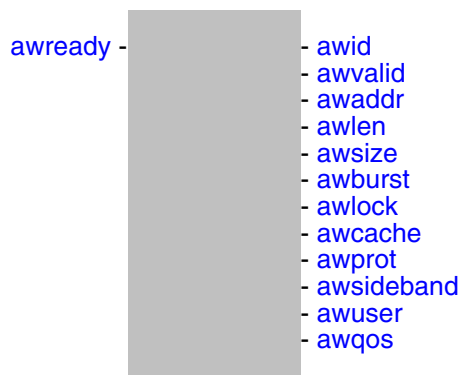 awready - - awid
- awvalid
- awaddr
- awlen
- awsize
- awburst
- awlock
- awcache
- awprot
- awsideband
- awuser
- awqos